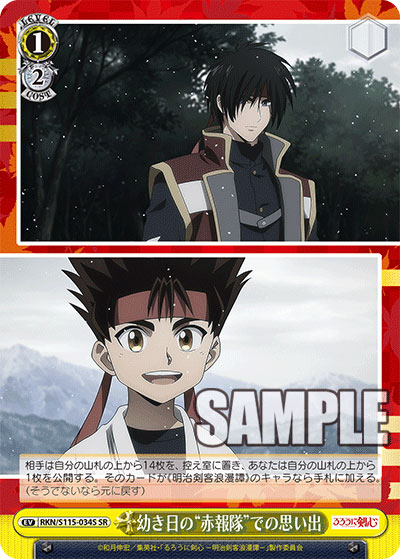 LEVEL
1
2
COST
SAMPLE
相手は自分の山札の上から14枚を、控え室に置き、あなたは自分の山札の上から
1枚を公開する。そのカードが《明治剣客浪漫譚》のキャラなら手札に加える。
(そうでないなら元に戻す)
EV RKN/S115-034S SR
幼き日の“赤報隊”での思い出
るろうに剣心
©和月伸宏/集英社・「るろうに剣心 －明治剣客浪漫譚－」製作委員会